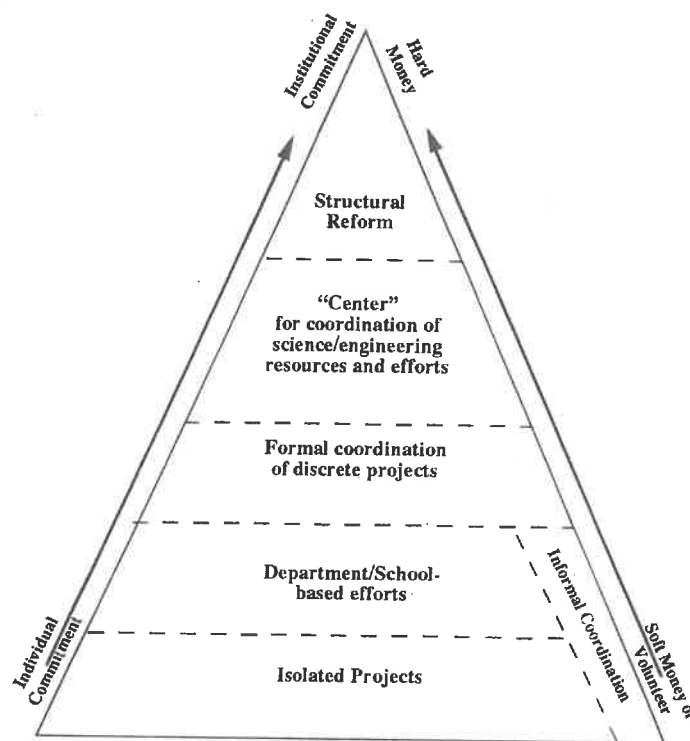 Institutional
Commitment
Hard
Money
Structural
Reform
“Center”
for coordination of
science/engineering
resources and efforts
Formal coordination
of discrete projects
Department/School-
based efforts
Informal Coordination
Isolated Projects
Individual
Commitment
Soft Money or
Volunteer